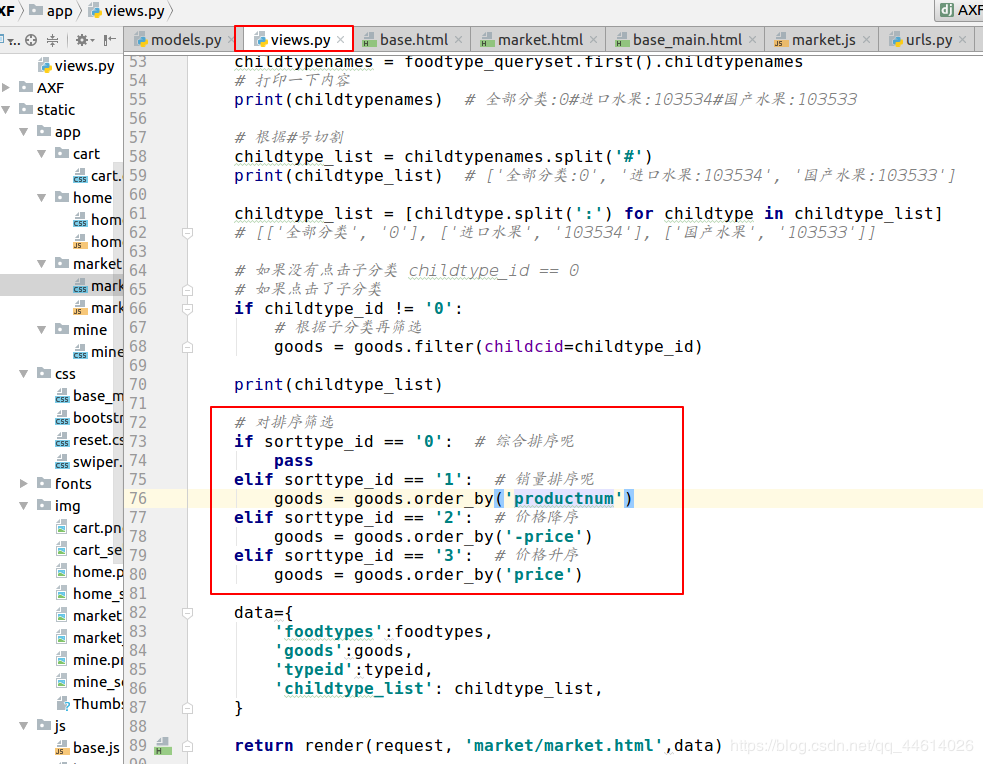 XF app views.py AXF
models.py views.py base.html market.html base_main.html market.js urls.py
views.py
AXF
static
app
cart
cart.
home
hom
hom
market
mark
mark
mine
mine
css
base_m
bootstr
reset.cs
swiper.
fonts
img
cart.pn
cart_se
home.p
home_s
market
market_
mine.pn
mine_se
Thumbs
js
base.js
53 childtypenames = foodtype_queryset.first().childtypenames
54 # 打印一下内容
55 print(childtypenames) # 全部分类:0#进口水果:103534#国产水果:103533
56
57 # 根据#号切割
58 childtype_list = childtypenames.split('#')
59 print(childtype_list) # ['全部分类:0', '进口水果:103534', '国产水果:103533']
60
61 childtype_list = [childtype.split(':') for childtype in childtype_list]
62 # [['全部分类', '0'], ['进口水果', '103534'], ['国产水果', '103533']]
63
64 # 如果没有点击子分类 childtype_id == 0
65 # 如果点击了子分类
66 if childtype_id != '0':
67 # 根据子分类再筛选
68 goods = goods.filter(childcid=childtype_id)
69
70 print(childtype_list)
71
72 # 对排序筛选
73 if sorttype_id == '0': # 综合排序呢
74 pass
75 elif sorttype_id == '1': # 销量排序呢
76 goods = goods.order_by('productnum')
77 elif sorttype_id == '2': # 价格降序
78 goods = goods.order_by('-price')
79 elif sorttype_id == '3': # 价格升序
80 goods = goods.order_by('price')
81
82 data={
83 'foodtypes':foodtypes,
84 'goods':goods,
85 'typeid':typeid,
86 'childtype_list': childtype_list,
87 }
88
89 return render(request, 'market/market.html',data)
https://blog.csdn.net/qq_44614026